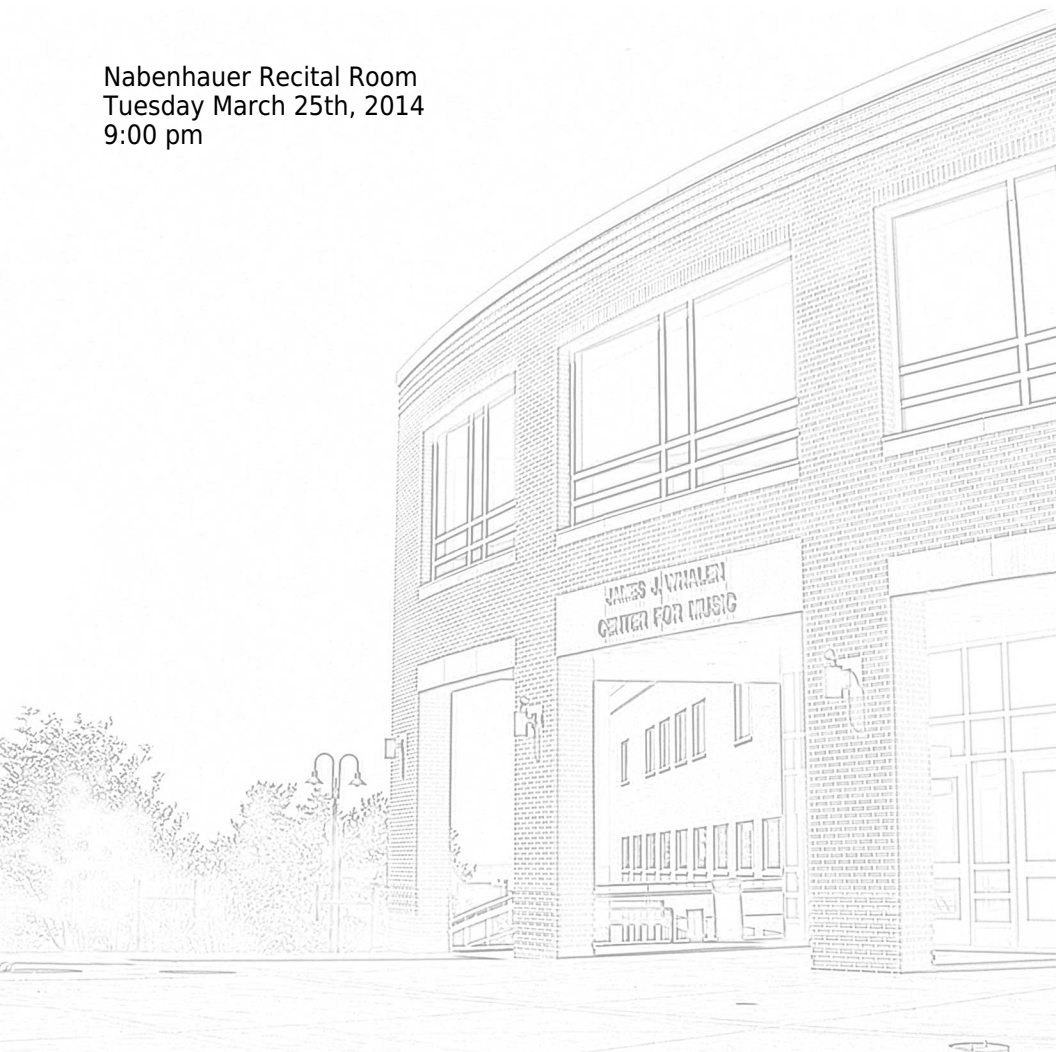 Nabenhauer Recital Room
Tuesday March 25th, 2014
9:00 pm
JAMES J. WHALEN
CENTER FOR MUSIC